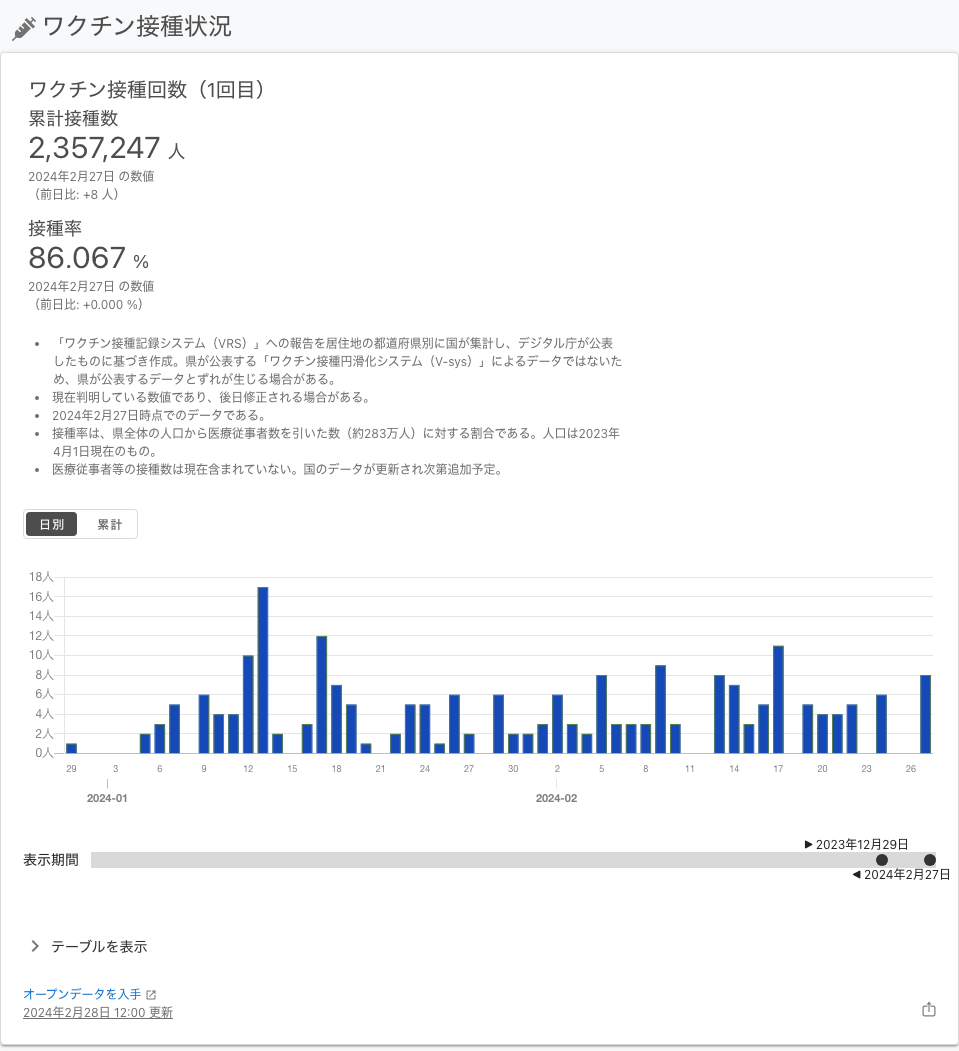 ワクチン接種状況
ワクチン接種回数（1回目）
累計接種数
2,357,247 人
2024年2月27日 の数値
（前日比: +8 人）
接種率
86.067 %
2024年2月27日 の数値
（前日比: +0.000 %）
• 「ワクチン接種記録システム（VRS）」への報告を居住地の都道府県別に国が集計し、デジタル庁が公表
したものに基づき作成。県が公表する「ワクチン接種円滑化システム（V-sys）」によるデータではないた
め、県が公表するデータとずれが生じる場合がある。
• 現在判明している数値であり、後日修正される場合がある。
• 2024年2月27日時点でのデータである。
• 接種率は、県全体の人口から医療従事者数を引いた数（約283万人）に対する割合である。人口は2023年
4月1日現在のもの。
• 医療従事者等の接種数は現在含まれていない。国のデータが更新され次第追加予定。
日別 累計
18人
16人
14人
12人
10人
8人
6人
4人
2人
0人
29 3 6 9 12 15 18 21 24 27 30 2 5 8 11 14 17 20 23 26
2024-01 2024-02
▶ 2023年12月29日
表示期間
◀ 2024年2月27日
テーブルを表示
オープンデータを入手
2024年2月28日 12:00 更新